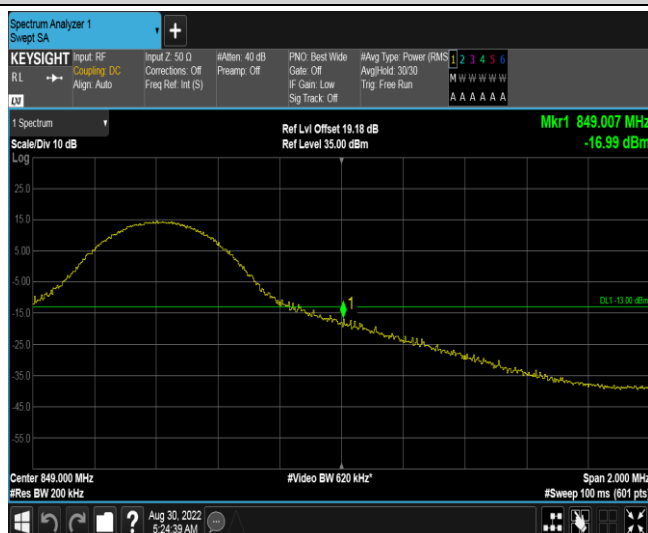 Spectrum Analyzer 1
Swept SA
KEYSIGHT
RL
Input: RF
Coupling: DC
Align: Auto
Input Z: 50 Ω
Corrections: Off
Freq Ref: Int (S)
#Atten: 40 dB
Preamp: Off
PNO: Best Wide
Gate: Off
IF Gain: Low
Sig Track: Off
#Avg Type: Power (RMS
Avg|Hold: 30/30
Trig: Free Run
1 2 3 4 5 6
M W W W W W
A A A A A A
1 Spectrum
Scale/Div 10 dB
Log
Ref Lvl Offset 19.18 dB
Ref Level 35.00 dBm
Mkr1 849.007 MHz
-16.99 dBm
25.0
15.0
5.00
-5.00
-15.0
-25.0
-35.0
-45.0
-55.0
1
DL1 -13.00 dBm
Center 849.000 MHz
#Res BW 200 kHz
#Video BW 620 kHz*
Span 2.000 MHz
#Sweep 100 ms (601 pts)
?
Aug 30, 2022
5:24:39 AM